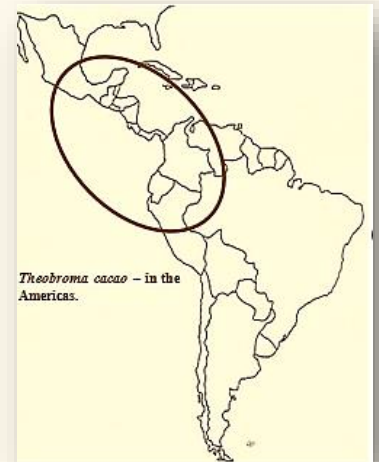 Theobroma cacao – in the
Americas.